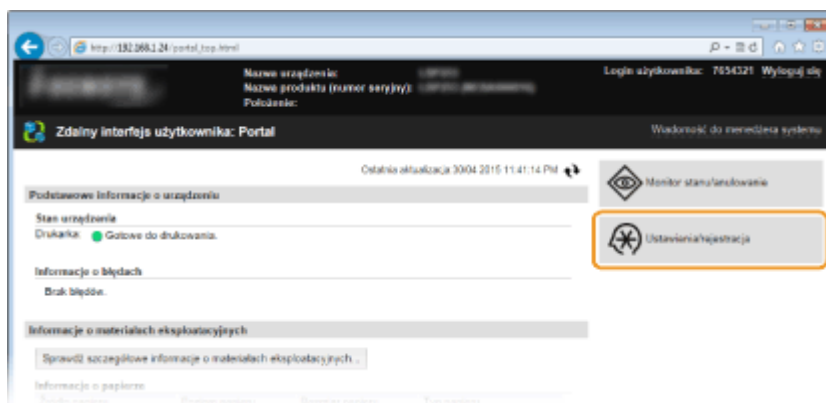 http://192.168.1.24/portal_top.html
Nazwa urządzenia:
Nazwa produktu (numer seryjny):
Położenie:
Login użytkownika: 7654321 Wyloguj się
Zdalny interfejs użytkownika: Portal
Wiadomość do menedżera systemu
Ostatnia aktualizacja 30/04 2015 11:41:14 PM
Monitor stanu/anulowanie
Podstawowe informacje o urządzeniu
Stan urządzenia
Drukarka: Gotowe do drukowania.
Ustawienia/rejestracja
Informacje o błędach
Brak błędów.
Informacje o materiałach eksploatacyjnych
Sprawdź szczegółowe informacje o materiałach eksploatacyjnych...
Informacje o papierze